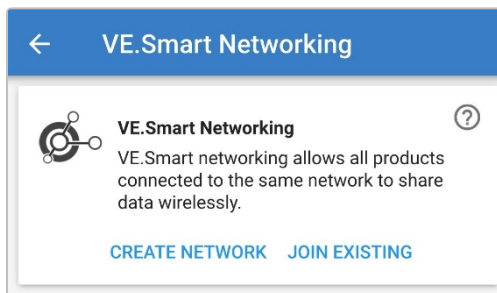 VE.Smart Networking
VE.Smart Networking
VE.Smart networking allows all products
connected to the same network to share
data wirelessly.
CREATE NETWORK JOIN EXISTING